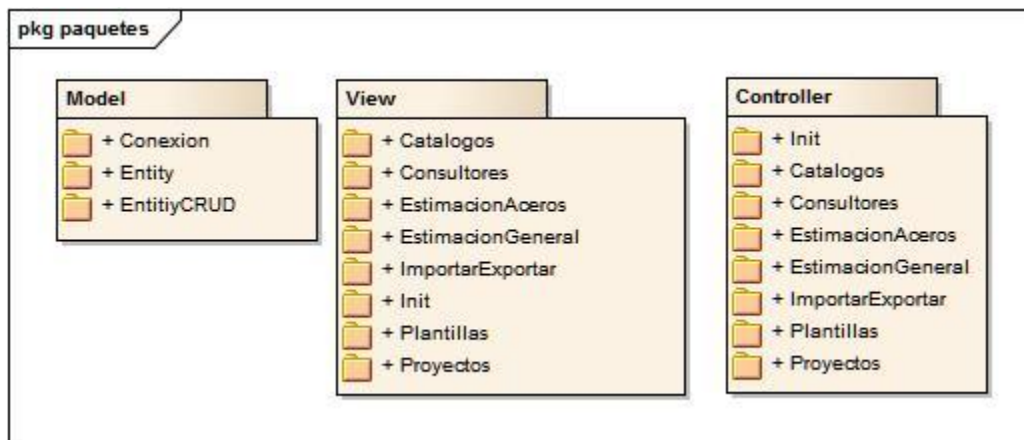 pkg paquetes
Model
+ Conexion
+ Entity
+ EntitiyCRUD
View
+ Catalogos
+ Consultores
+ EstimacionAceros
+ EstimacionGeneral
+ ImportarExportar
+ Init
+ Plantillas
+ Proyectos
Controller
+ Init
+ Catalogos
+ Consultores
+ EstimacionAceros
+ EstimacionGeneral
+ ImportarExportar
+ Plantillas
+ Proyectos